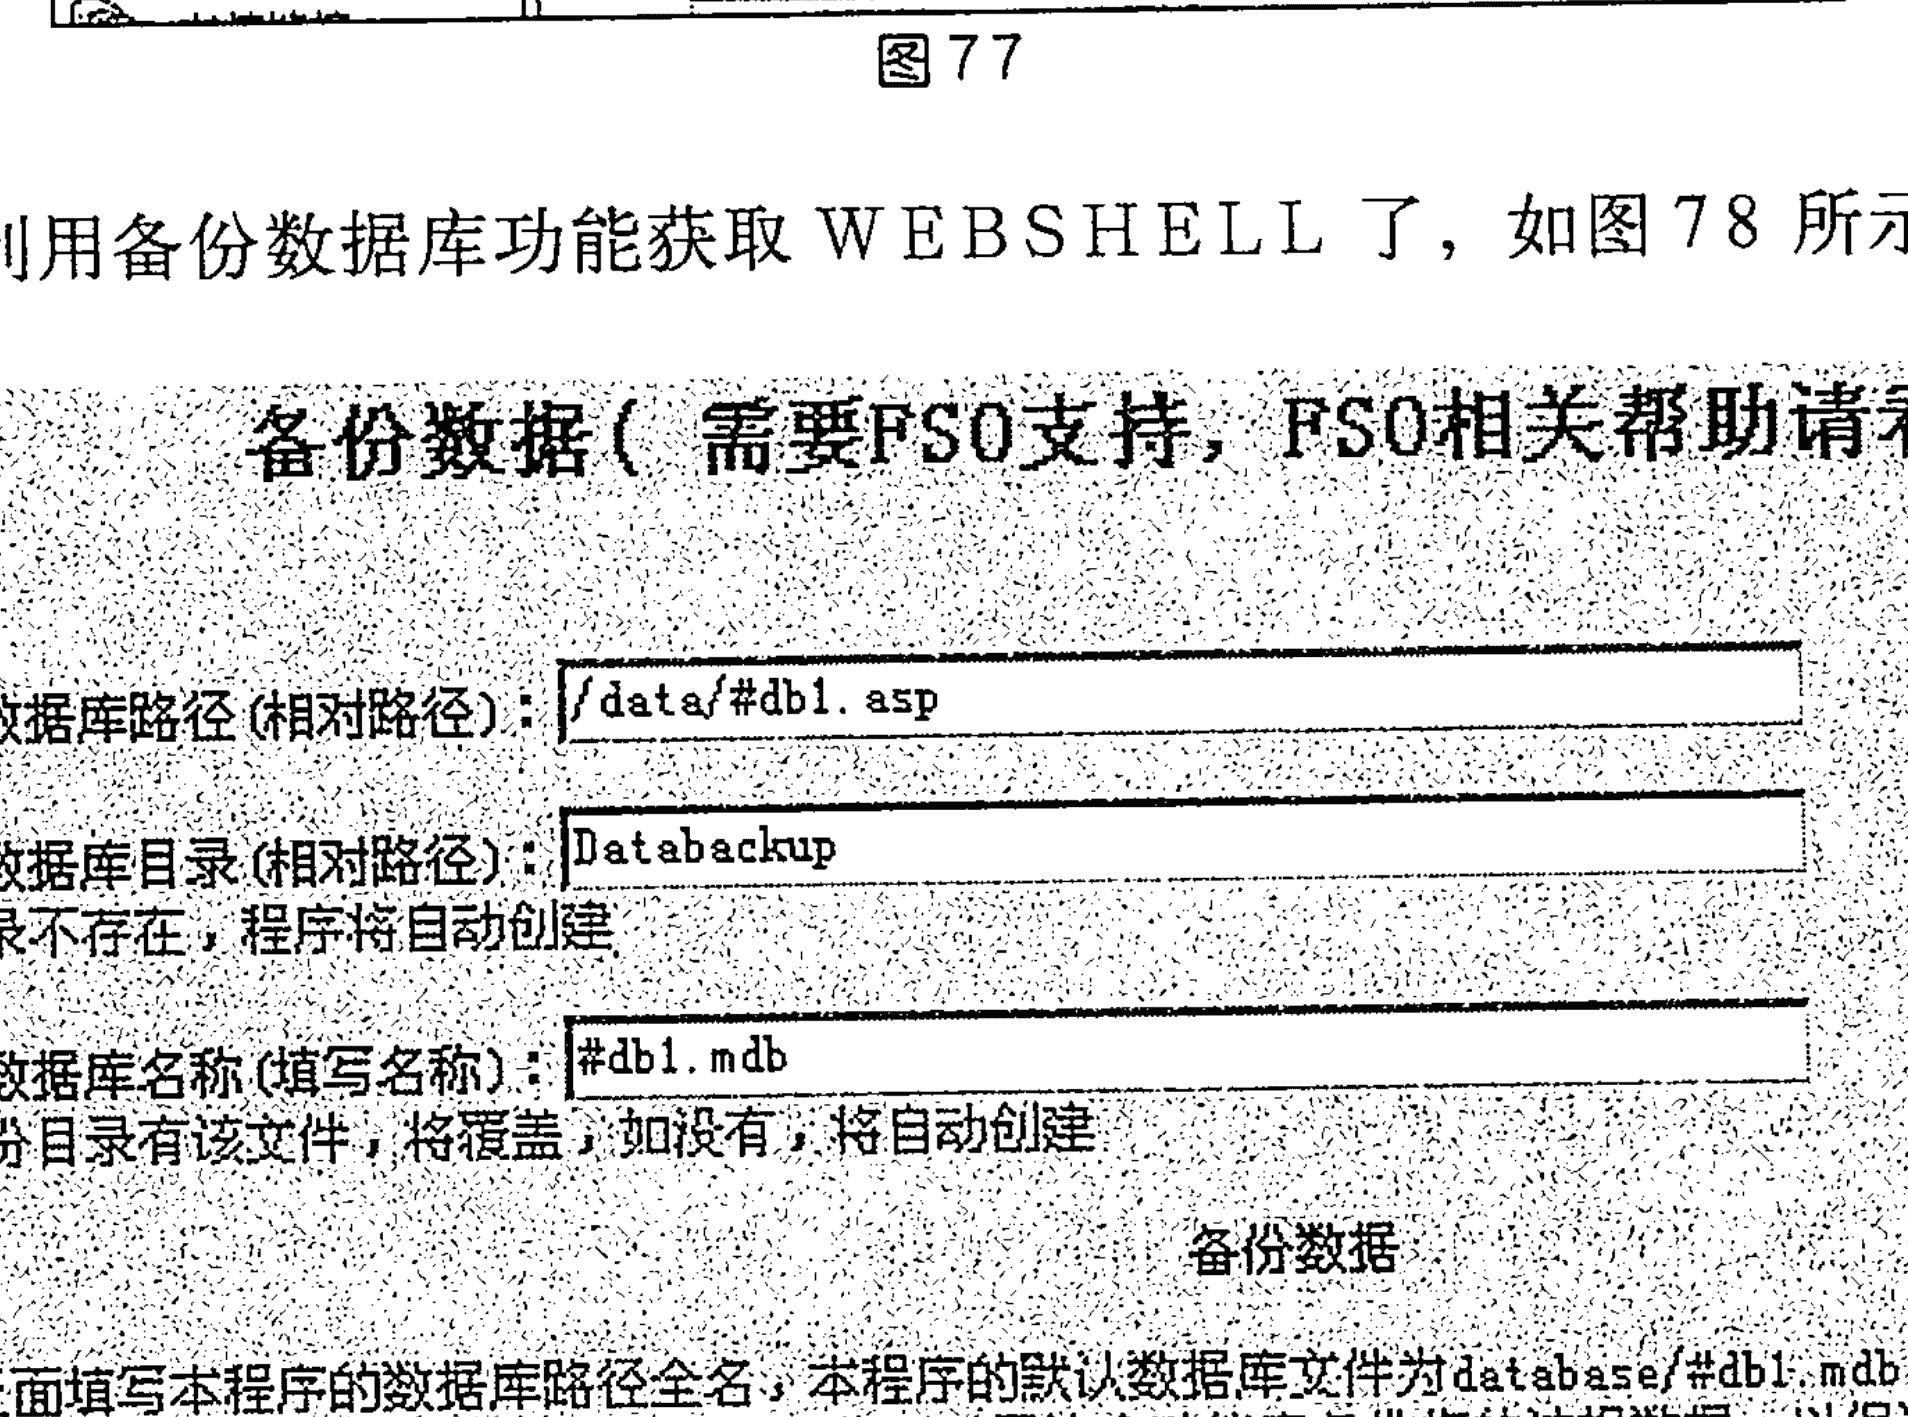 图77
利用备份数据库功能获取WEBSHELL了，如图78所示
备份数据( 需要FSO支持，FSO相关帮助请看
数据库路径(相对路径)：/data/#db1.asp
数据库目录(相对路径)：Databackup
录不存在，程序将自动创建
数据库名称(填写名称)：#db1.mdb
份目录有该文件，将覆盖，如没有，将自动创建
备份数据
上面填写本程序的数据库路径全名，本程序的默认数据库文件为database/#db1.mdb